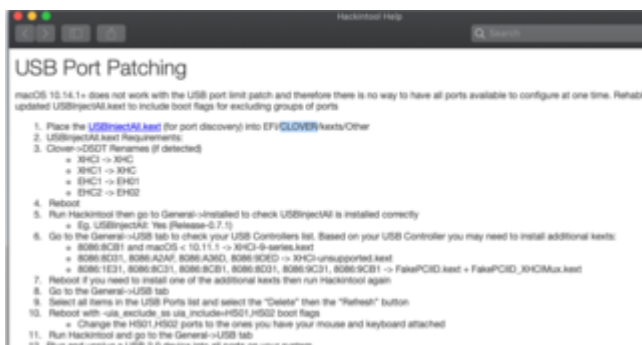 Hackintool Help
Search
USB Port Patching
macOS 10.14.1+ does not work with the USB port limit patch and therefore there is no way to have all ports available to configure at one time. Rehab
updated USBInjectAll.kext to include boot flags for excluding groups of ports
1. Place the USBInjectAll.kext (for port discovery) into EFI/CLOVER/kexts/Other
2. USBInjectAll.kext Requirements:
3. Clover->DSDT Renames (if detected)
XHCI -> XHC
XHC1 -> XHC
EHC1 -> EH01
EHC2 -> EH02
4. Reboot
5. Run Hackintool then go to General->Installed to check USBInjectAll is installed correctly
Eg. USBInjectAll: Yes (Release-0.7.1)
6. Go to the General->USB tab to check your USB Controllers list. Based on your USB Controller you may need to install additional kexts:
8086:8CB1 and macOS < 10.11.1 -> XHCI-9-series.kext
8086:8D31, 8086:A2AF, 8086:A36D, 8086:9DED -> XHCI-unsupported.kext
8086:1E31, 8086:8C31, 8086:8CB1, 8086:8D31, 8086:9C31, 8086:9CB1 -> FakePCIID.kext + FakePCIID_XHCIMux.kext
7. Reboot if you need to install one of the additional kexts then run Hackintool again
8. Go to the General->USB tab
9. Select all items in the USB Ports list and select the "Delete" then the "Refresh" button
10. Reboot with -uia_exclude_ss uia_include=HS01,HS02 boot flags
Change the HS01,HS02 ports to the ones you have your mouse and keyboard attached
11. Run Hackintool and go to the General->USB tab